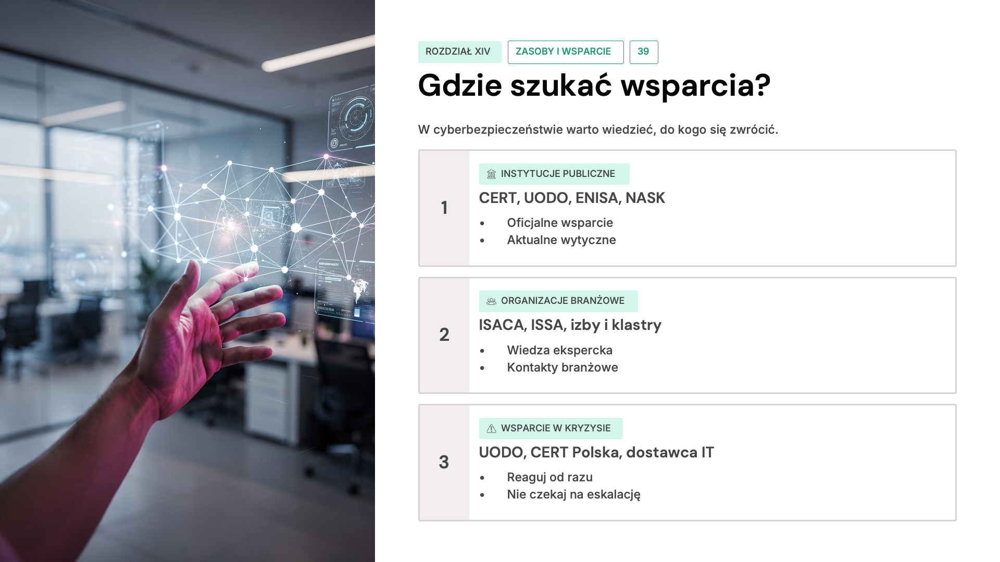 ROZDZIAŁ XIV
ZASOBY I WSPARCIE
39
Gdzie szukać wsparcia?
W cyberbezpieczeństwie warto wiedzieć, do kogo się zwrócić.
1
INSTYTUCJE PUBLICZNE
CERT, UODO, ENISA, NASK
• Oficjalne wsparcie
• Aktualne wytyczne
2
ORGANIZACJE BRANŻOWE
ISACA, ISSA, izby i klastry
• Wiedza ekspercka
• Kontakty branżowe
3
WSPARCIE W KRYZYSIE
UODO, CERT Polska, dostawca IT
• Reaguj od razu
• Nie czekaj na eskalację